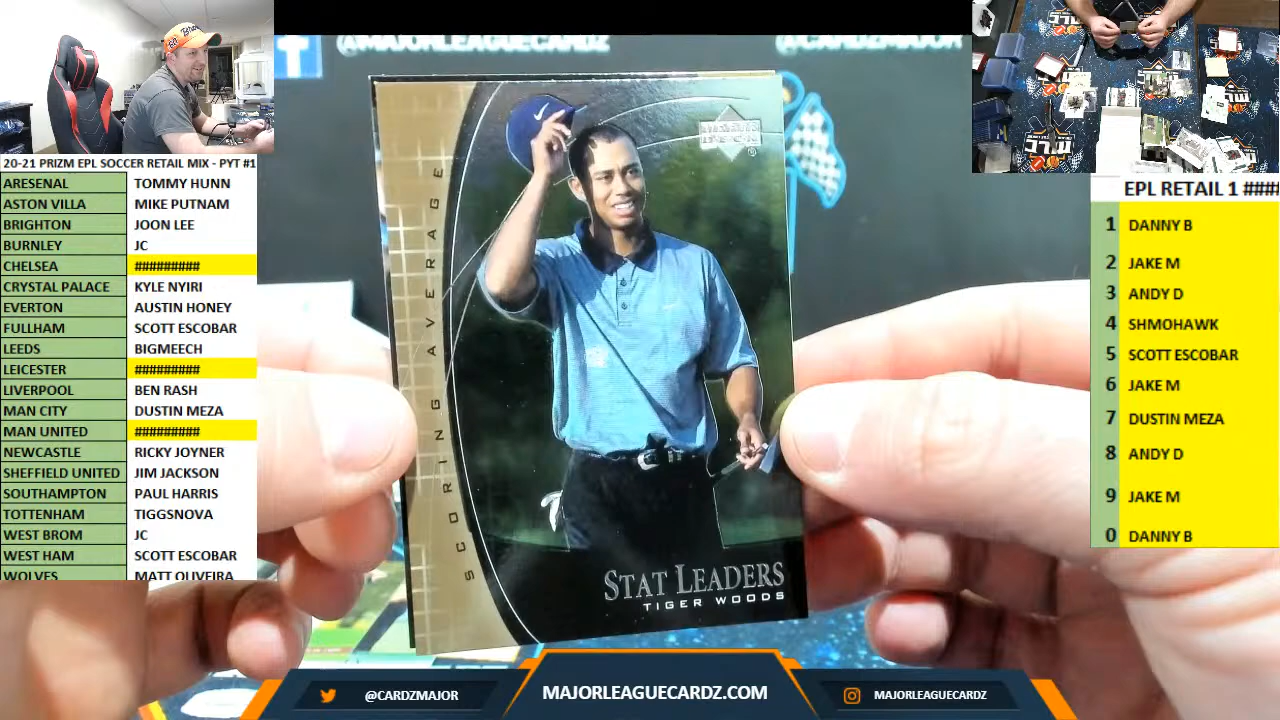 @MAJORLEAGUECARDZ
@CARDZMAJOR
20-21 PRIZM EPL SOCCER RETAIL MIX - PYT #1
ARESENAL TOMMY HUNN
ASTON VILLA MIKE PUTNAM
BRIGHTON JOON LEE
BURNLEY JC
CHELSEA #########
CRYSTAL PALACE KYLE NYIRI
EVERTON AUSTIN HONEY
FULLHAM SCOTT ESCOBAR
LEEDS BIGMEECH
LEICESTER #########
LIVERPOOL BEN RASH
MAN CITY DUSTIN MEZA
MAN UNITED #########
NEWCASTLE RICKY JOYNER
SHEFFIELD UNITED JIM JACKSON
SOUTHAMPTON PAUL HARRIS
TOTTENHAM TIGGSNOVA
WEST BROM JC
WEST HAM SCOTT ESCOBAR
WOLVES MATT OLIVEIRA
SCORING AVERAGE
STAT LEADERS
TIGER WOODS
EPL RETAIL 1 ####
1 DANNY B
2 JAKE M
3 ANDY D
4 SHMOHAWK
5 SCOTT ESCOBAR
6 JAKE M
7 DUSTIN MEZA
8 ANDY D
9 JAKE M
0 DANNY B
@CARDZMAJOR
MAJORLEAGUECARDZ.COM
MAJORLEAGUECARDZ